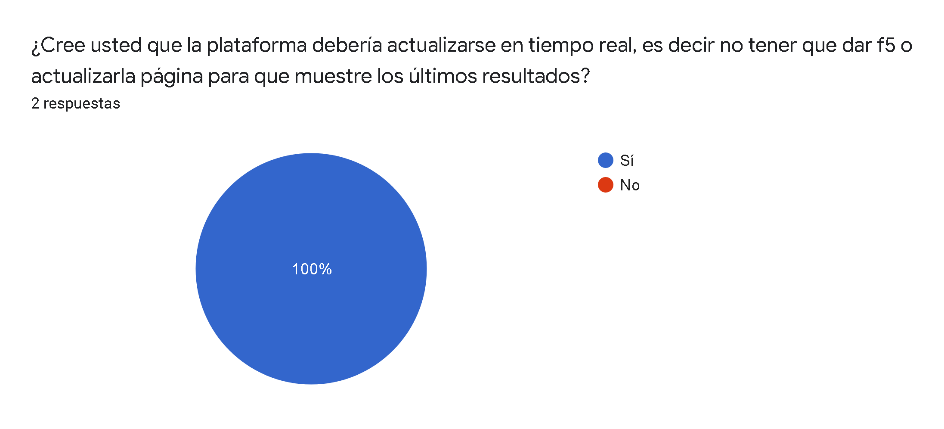 ¿Cree usted que la plataforma debería actualizarse en tiempo real, es decir no tener que dar f5 o
actualizarla página para que muestre los últimos resultados?
2 respuestas
Sí
No
100%